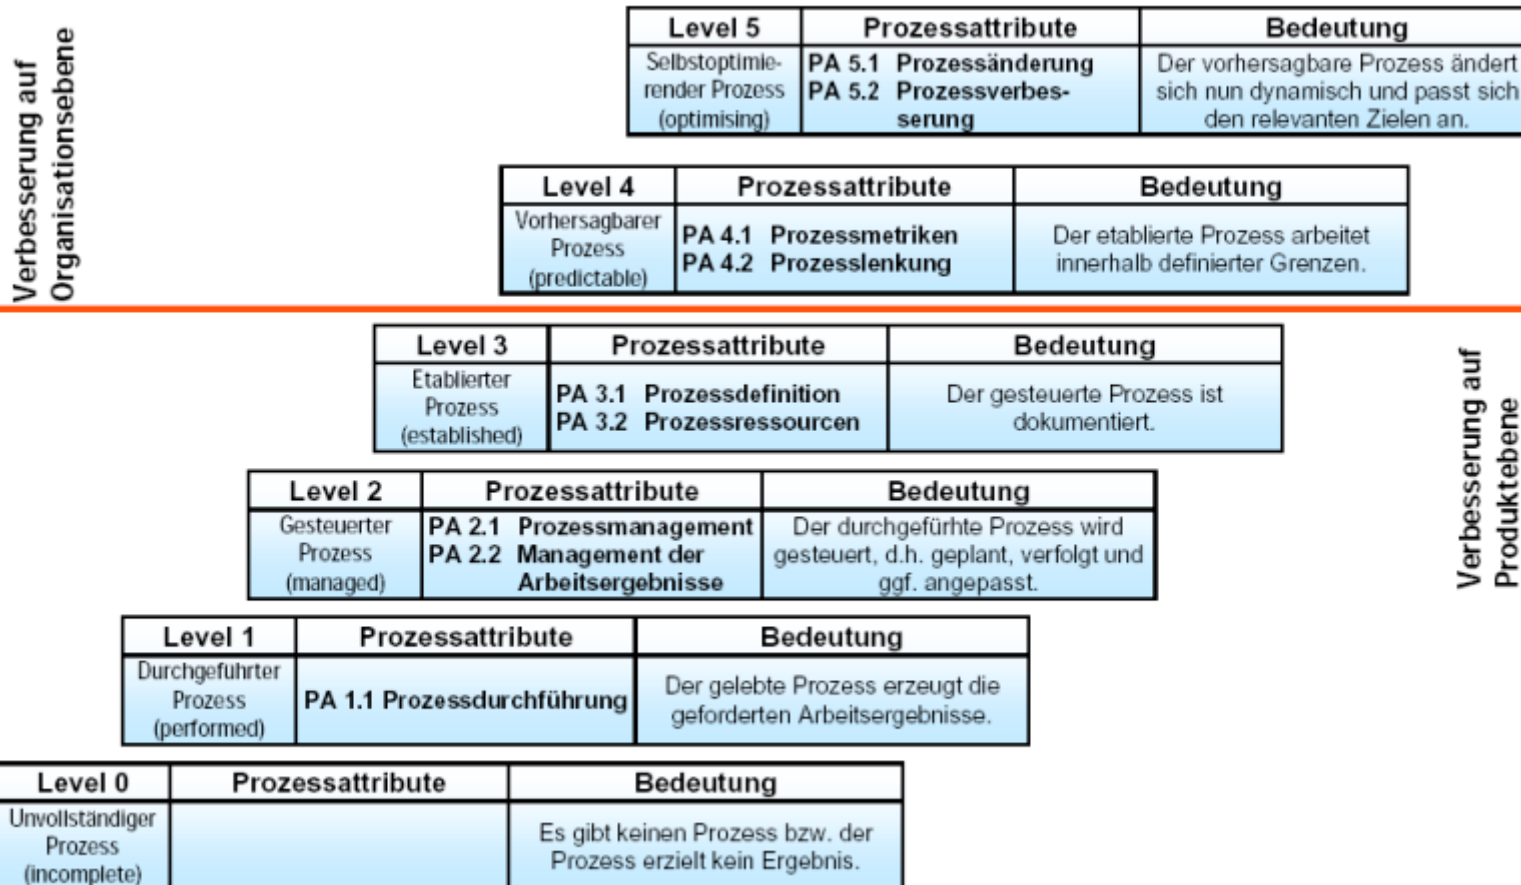 Verbesserung auf
Organisationsebene
Level 5 Prozessattribute Bedeutung
Selbstoptimie-
render Prozess
(optimising)
PA 5.1 Prozessänderung
PA 5.2 Prozessverbes-
serung
Der vorhersagbare Prozess ändert
sich nun dynamisch und passt sich
den relevanten Zielen an.
Level 4 Prozessattribute Bedeutung
Vorhersagbarer
Prozess
(predictable)
PA 4.1 Prozessmetriken
PA 4.2 Prozesslenkung
Der etablierte Prozess arbeitet
innerhalb definierter Grenzen.
Level 3 Prozessattribute Bedeutung
Etablierter
Prozess
(established)
PA 3.1 Prozessdefinition
PA 3.2 Prozessressourcen
Der gesteuerte Prozess ist
dokumentiert.
Verbesserung auf
Produktebene
Level 2 Prozessattribute Bedeutung
Gesteuerter
Prozess
(managed)
PA 2.1 Prozessmanagement
PA 2.2 Management der
Arbeitsergebnisse
Der durchgefürhte Prozess wird
gesteuert, d.h. geplant, verfolgt und
ggf. angepasst.
Level 1 Prozessattribute Bedeutung
Durchgeführter
Prozess
(performed)
PA 1.1 Prozessdurchführung
Der gelebte Prozess erzeugt die
geforderten Arbeitsergebnisse.
Level 0 Prozessattribute Bedeutung
Unvollständiger
Prozess
(incomplete)
Es gibt keinen Prozess bzw. der
Prozess erzielt kein Ergebnis.